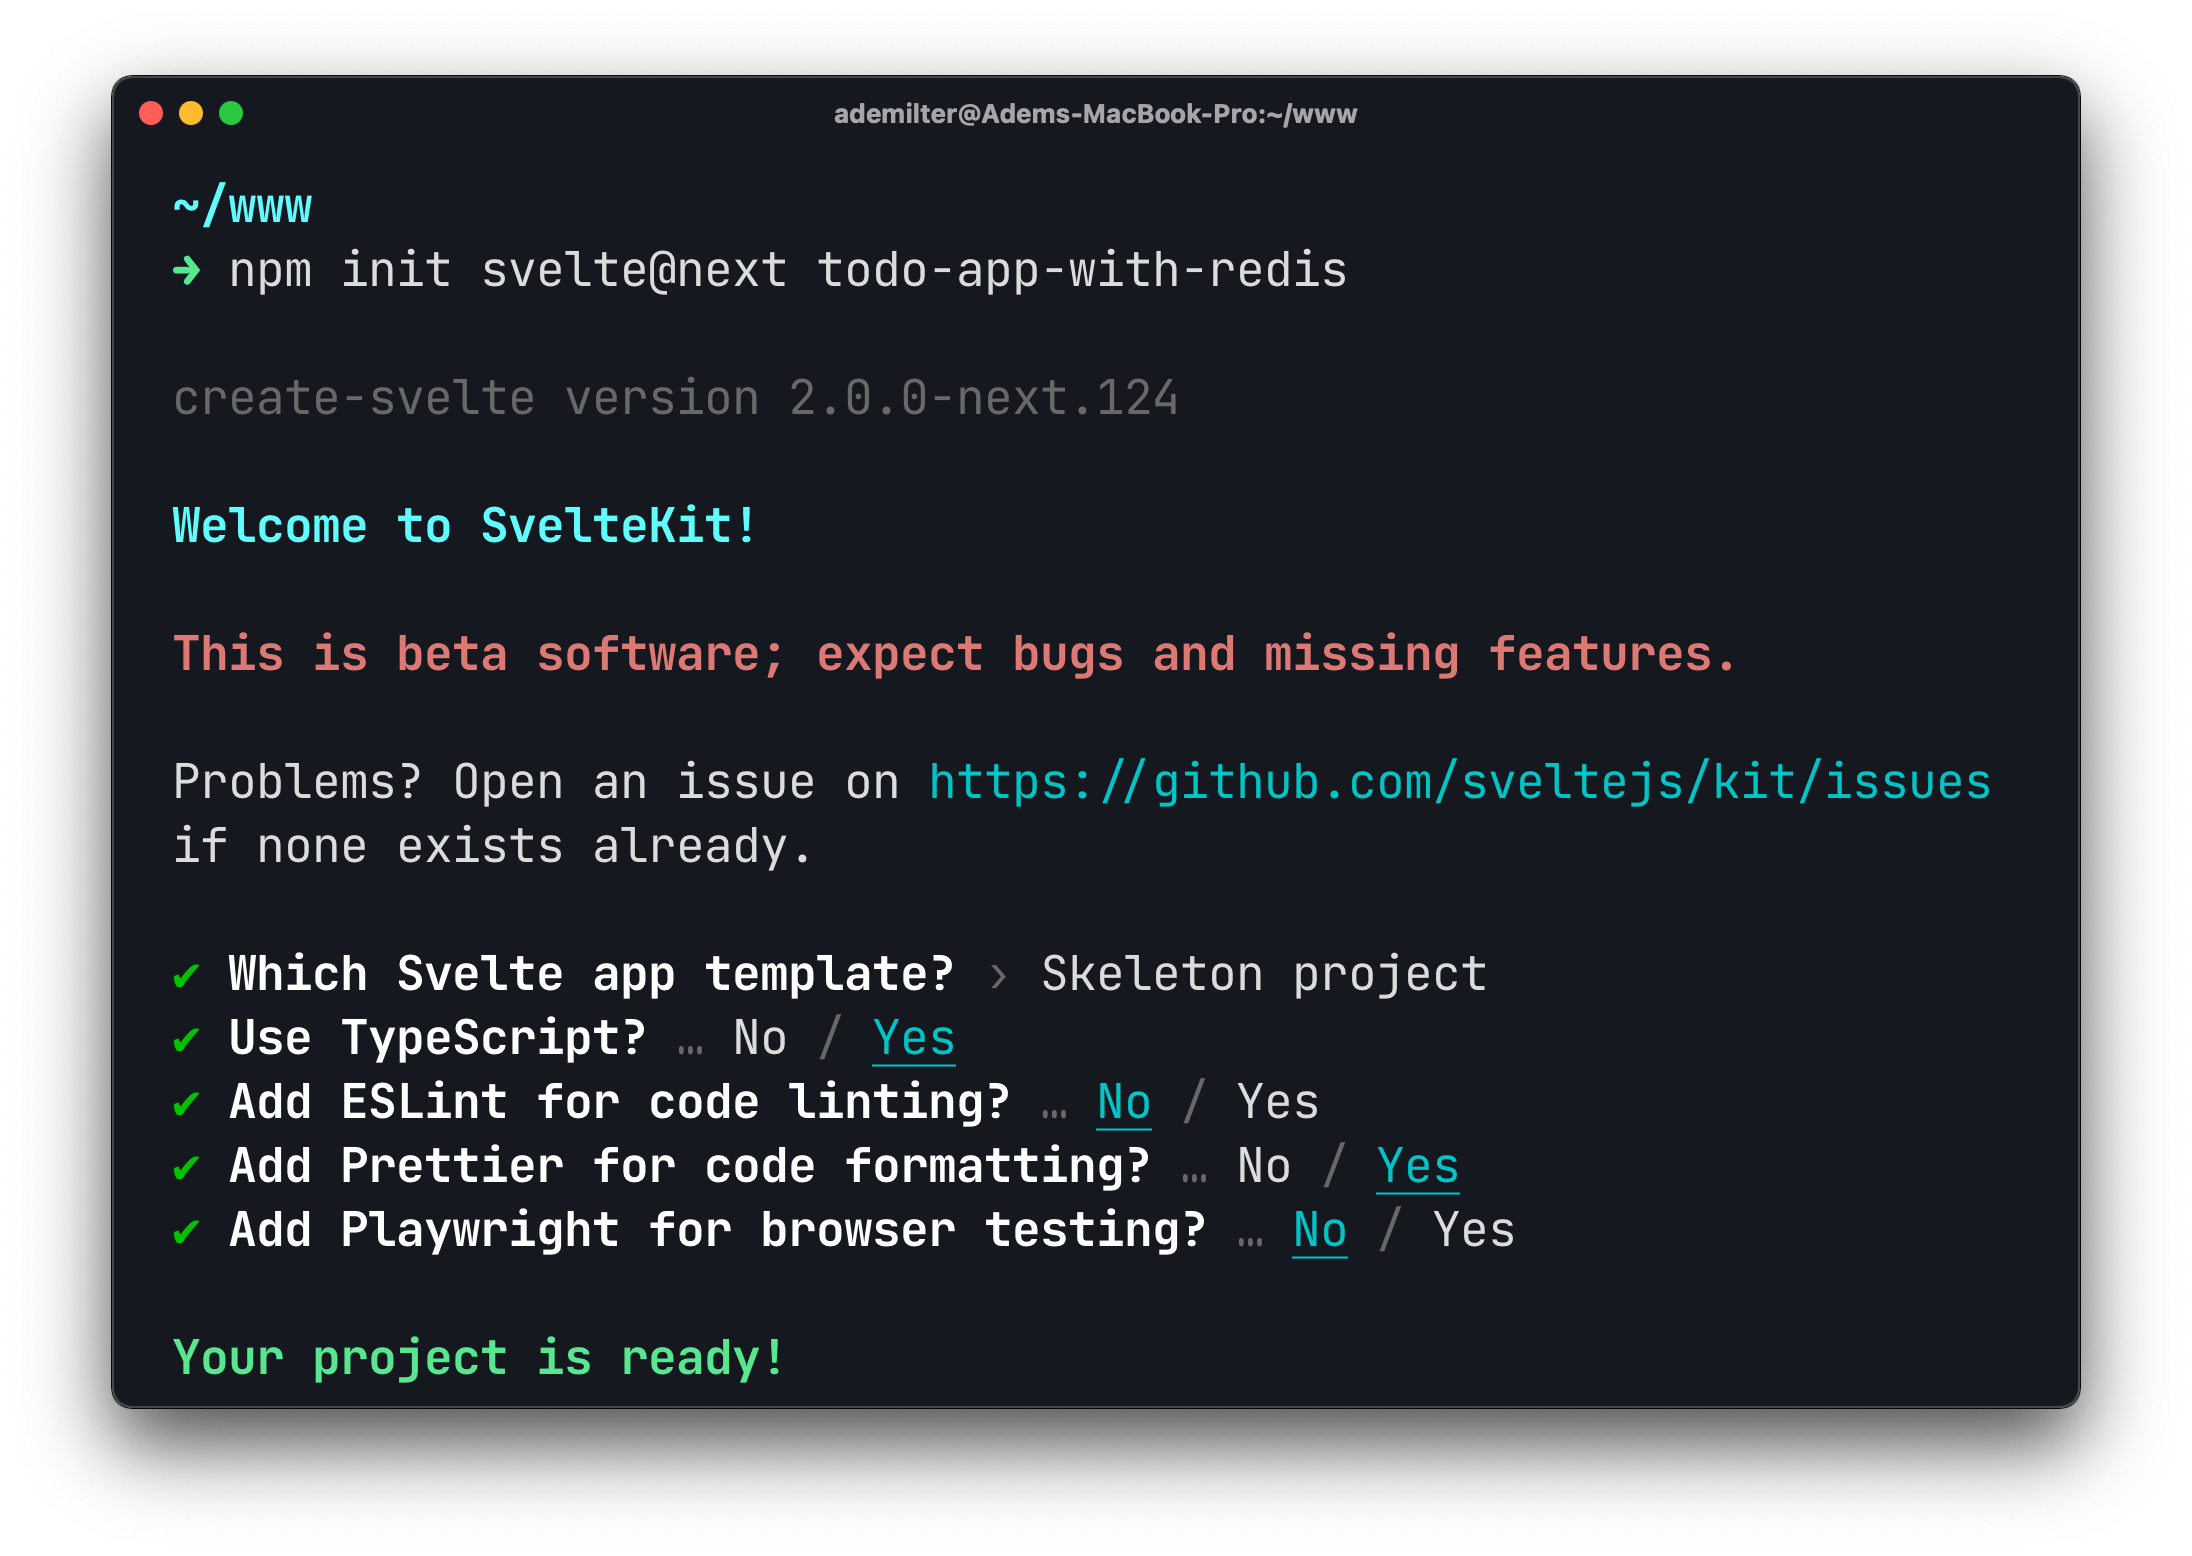 ademilter@Adems-MacBook-Pro:~/www
~/www
➜ npm init svelte@next todo-app-with-redis
create-svelte version 2.0.0-next.124
Welcome to SvelteKit!
This is beta software; expect bugs and missing features.
Problems? Open an issue on https://github.com/sveltejs/kit/issues
if none exists already.
✔ Which Svelte app template? › Skeleton project
✔ Use TypeScript? … No / Yes
✔ Add ESLint for code linting? … No / Yes
✔ Add Prettier for code formatting? … No / Yes
✔ Add Playwright for browser testing? … No / Yes
Your project is ready!